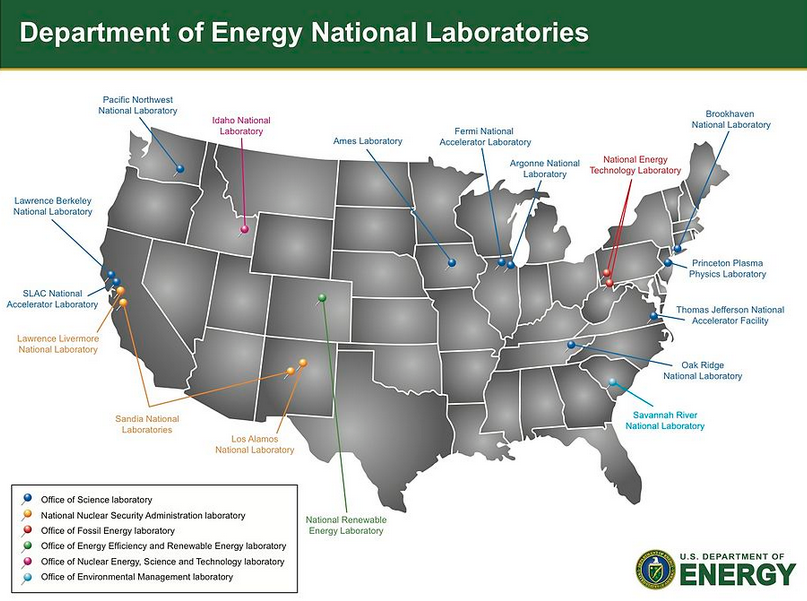 Department of Energy National Laboratories
Pacific Northwest
National Laboratory
Idaho National
Laboratory
Ames Laboratory
Fermi National
Accelerator Laboratory
Argonne National
Laboratory
National Energy
Technology Laboratory
Brookhaven
National Laboratory
Lawrence Berkeley
National Laboratory
SLAC National
Accelerator Laboratory
Lawrence Livermore
National Laboratory
Princeton Plasma
Physics Laboratory
Thomas Jefferson National
Accelerator Facility
Oak Ridge
National Laboratory
Savannah River
National Laboratory
Sandia National
Laboratories
Los Alamos
National Laboratory
National Renewable
Energy Laboratory
Office of Science laboratory
National Nuclear Security Administration laboratory
Office of Fossil Energy laboratory
Office of Energy Efficiency and Renewable Energy laboratory
Office of Nuclear Energy, Science and Technology laboratory
Office of Environmental Management laboratory
U.S. DEPARTMENT OF
ENERGY